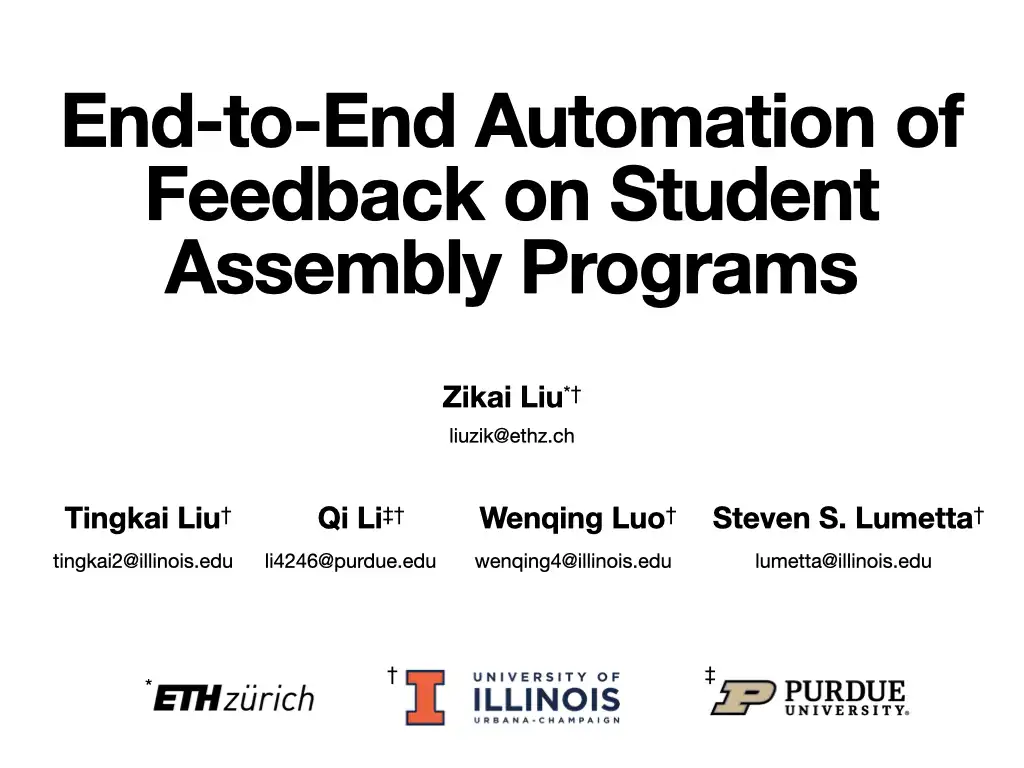 End-to-End Automation of
Feedback on Student
Assembly Programs
Zikai Liu*†
liuzik@ethz.ch
Tingkai Liu† Qi Li‡† Wenqing Luo† Steven S. Lumetta†
tingkai2@illinois.edu li4246@purdue.edu wenqing4@illinois.edu lumetta@illinois.edu
* ETH zürich
† UNIVERSITY OF
ILLINOIS
URBANA-CHAMPAIGN
‡ PURDUE
UNIVERSITY®